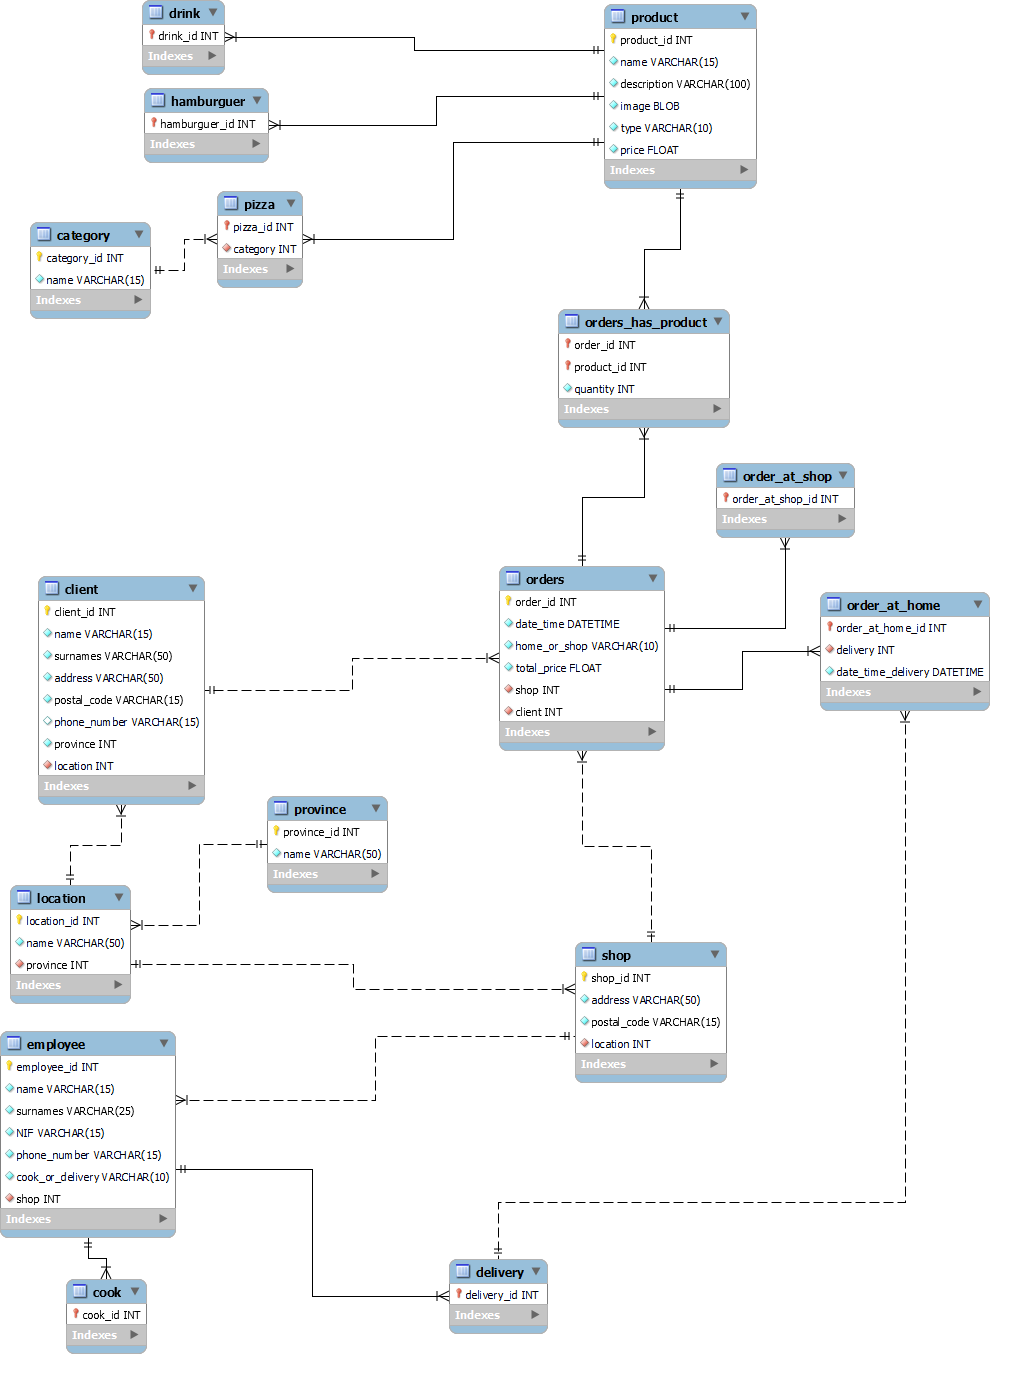 drink
drink_id INT
Indexes
product
product_id INT
name VARCHAR(15)
description VARCHAR(100)
image BLOB
type VARCHAR(10)
price FLOAT
Indexes
hamburguer
hamburguer_id INT
Indexes
pizza
pizza_id INT
category INT
Indexes
category
category_id INT
name VARCHAR(15)
Indexes
orders_has_product
order_id INT
product_id INT
quantity INT
Indexes
order_at_shop
order_at_shop_id INT
Indexes
client
client_id INT
name VARCHAR(15)
surnames VARCHAR(50)
address VARCHAR(50)
postal_code VARCHAR(15)
phone_number VARCHAR(15)
province INT
location INT
Indexes
orders
order_id INT
date_time DATETIME
home_or_shop VARCHAR(10)
total_price FLOAT
shop INT
client INT
Indexes
order_at_home
order_at_home_id INT
delivery INT
date_time_delivery DATETIME
Indexes
province
province_id INT
name VARCHAR(50)
Indexes
location
location_id INT
name VARCHAR(50)
province INT
Indexes
shop
shop_id INT
address VARCHAR(50)
postal_code VARCHAR(15)
location INT
Indexes
employee
employee_id INT
name VARCHAR(15)
surnames VARCHAR(25)
NIF VARCHAR(15)
phone_number VARCHAR(15)
cook_or_delivery VARCHAR(10)
shop INT
Indexes
cook
cook_id INT
Indexes
delivery
delivery_id INT
Indexes